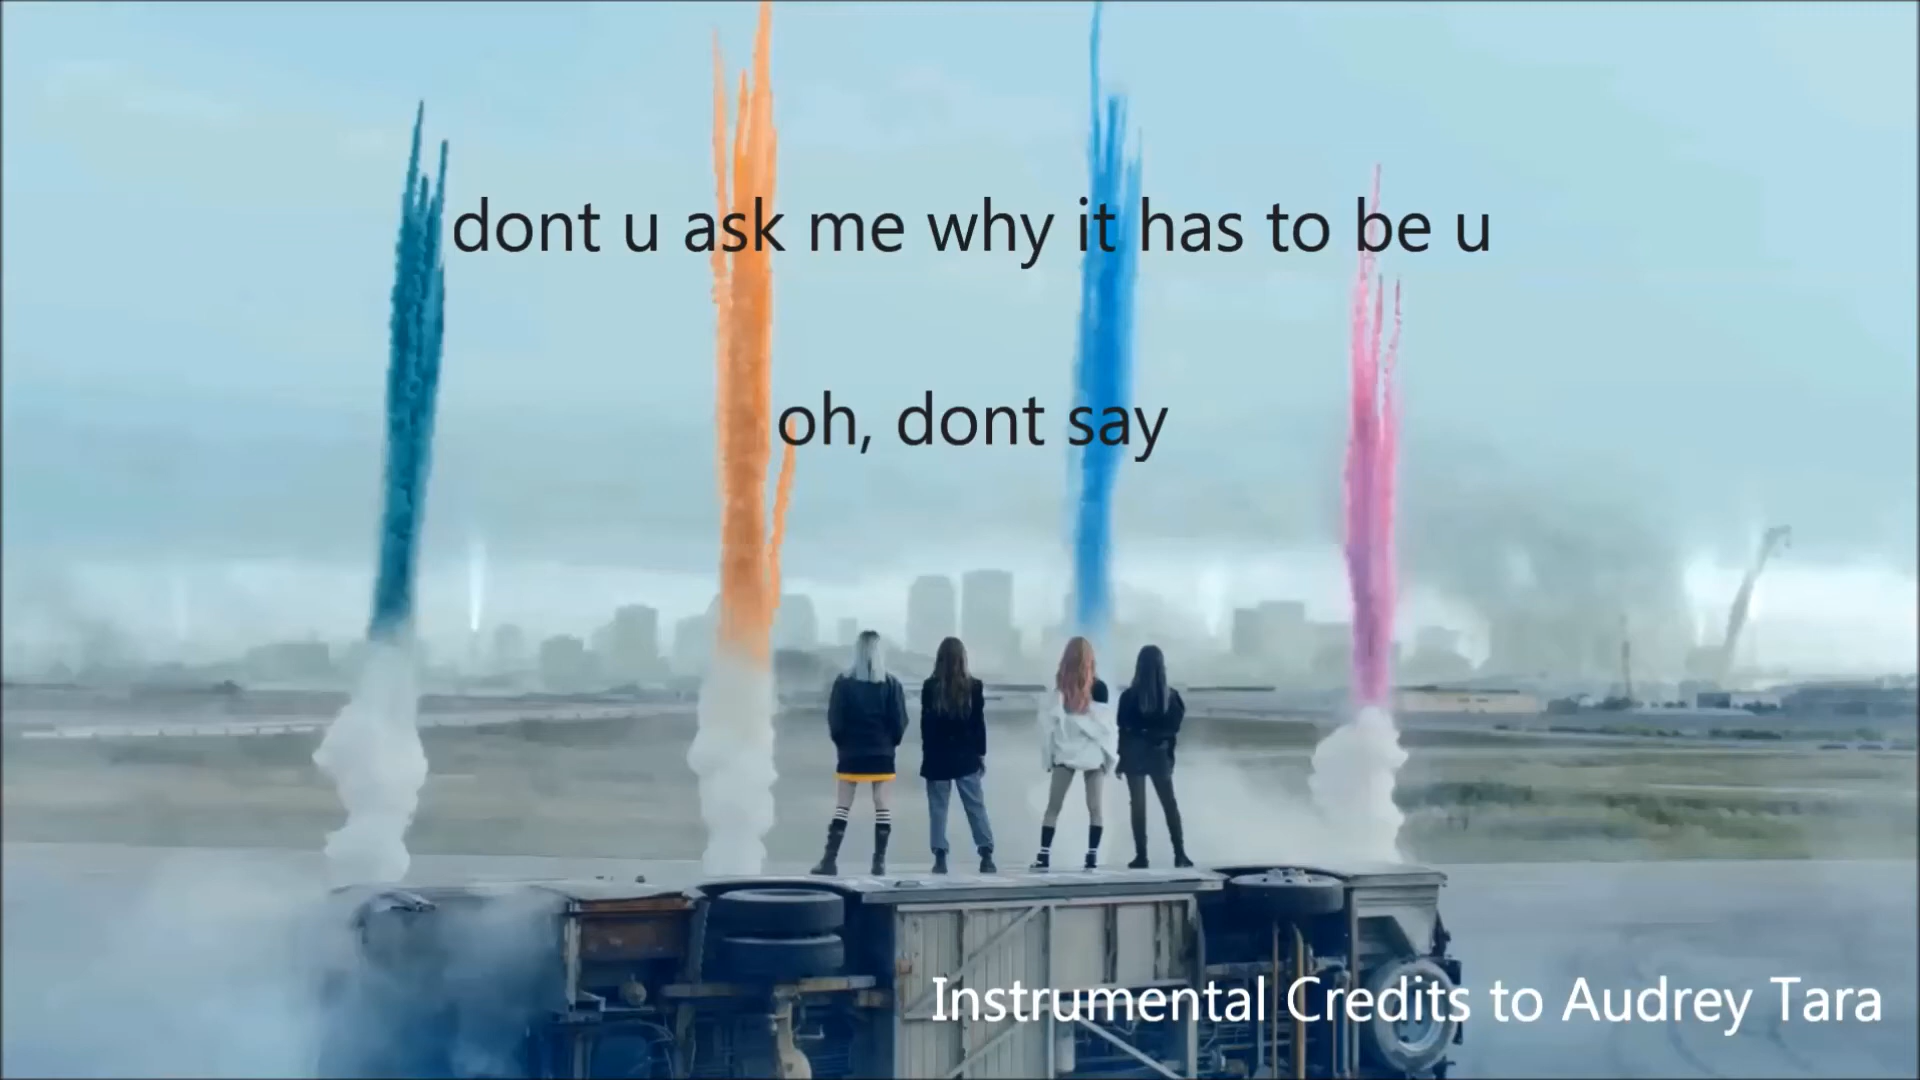 dont u ask me why it has to be u
oh, dont say
Instrumental Credits to Audrey Tara